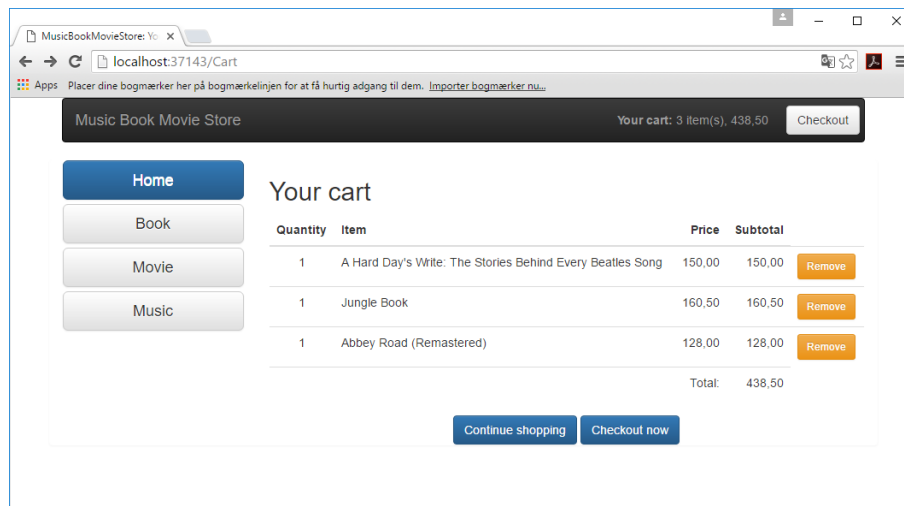 MusicBookMovieStore: Yo
localhost:37143/Cart
Apps Placer dine bogmærker her på bogmærkelinjen for at få hurtig adgang til dem. Importer bogmærker nu...
Music Book Movie Store Your cart: 3 item(s), 438,50 Checkout
Home
Book
Movie
Music
Your cart
Quantity Item Price Subtotal
1 A Hard Day's Write: The Stories Behind Every Beatles Song 150,00 150,00 Remove
1 Jungle Book 160,50 160,50 Remove
1 Abbey Road (Remastered) 128,00 128,00 Remove
Total: 438,50
Continue shopping Checkout now